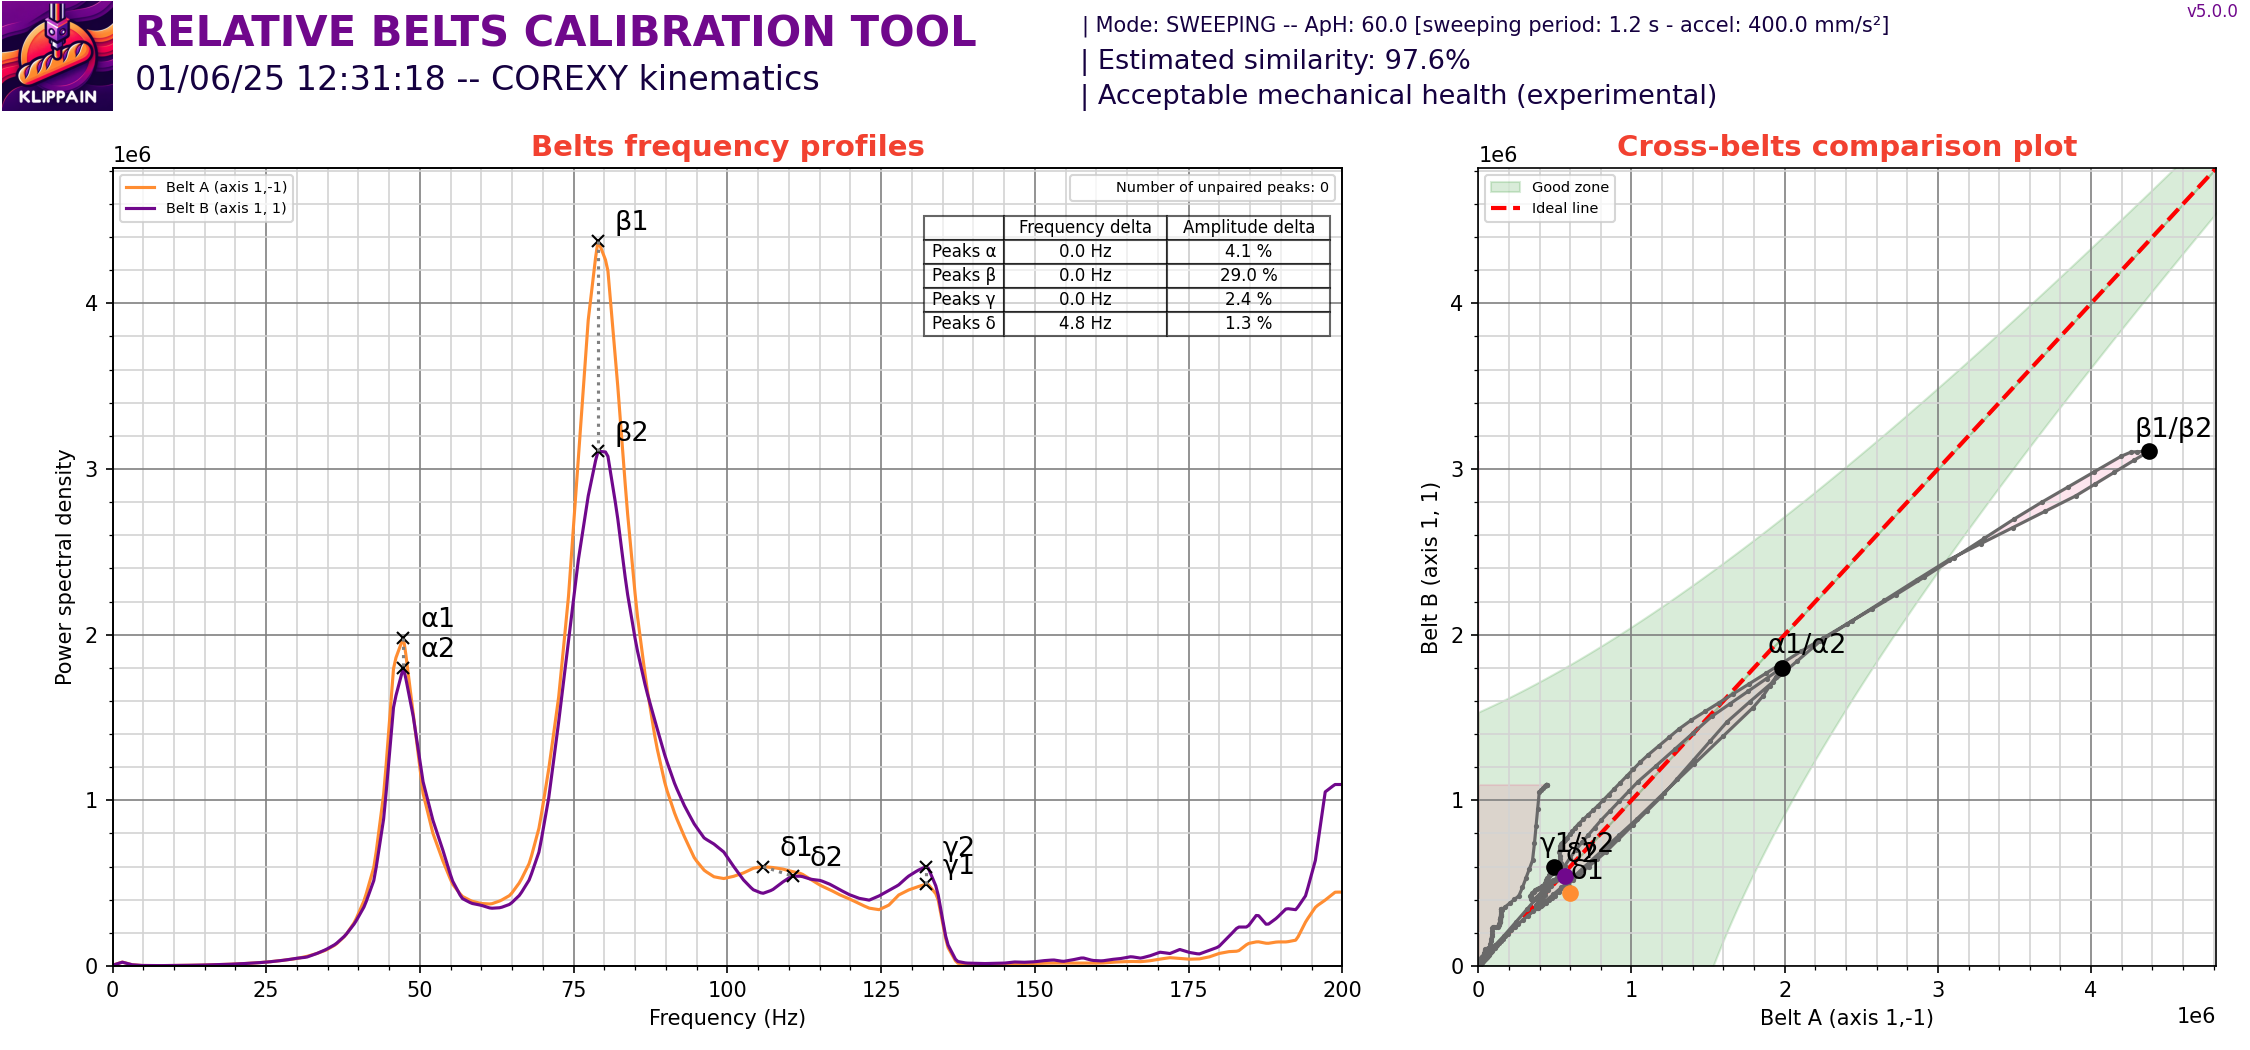 KLIPPAIN
RELATIVE BELTS CALIBRATION TOOL
01/06/25 12:31:18 -- COREXY kinematics
| Mode: SWEEPING -- ApH: 60.0 [sweeping period: 1.2 s - accel: 400.0 mm/s²]
| Estimated similarity: 97.6%
| Acceptable mechanical health (experimental)
v5.0.0
Belts frequency profiles
1e6
Belt A (axis 1,-1)
Belt B (axis 1, 1)
Number of unpaired peaks: 0
Frequency delta Amplitude delta
Peaks α 0.0 Hz 4.1 %
Peaks β 0.0 Hz 29.0 %
Peaks γ 0.0 Hz 2.4 %
Peaks δ 4.8 Hz 1.3 %
β1
β2
α1
α2
δ1
δ2
γ2
γ1
4
3
2
1
0
Power spectral density
0 25 50 75 100 125 150 175 200
Frequency (Hz)
Cross-belts comparison plot
1e6
Good zone
Ideal line
β1/β2
α1/α2
γ1/γ2
δ2
δ1
4
3
2
1
0
Belt B (axis 1, 1)
0 1 2 3 4
1e6
Belt A (axis 1,-1)